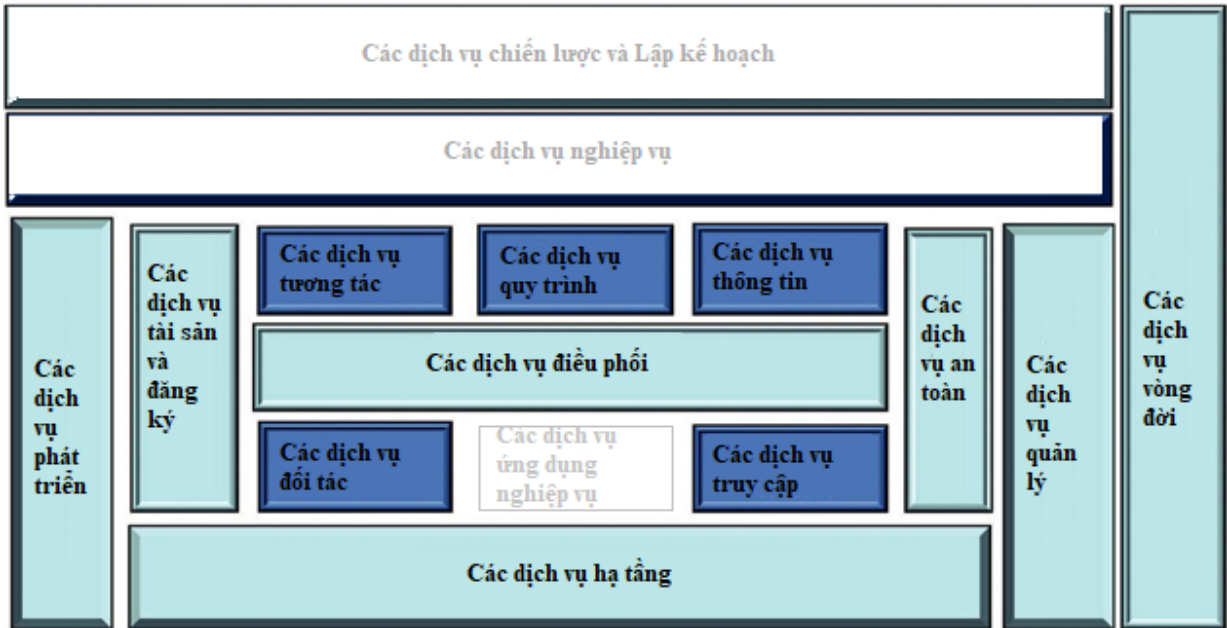 Các dịch vụ chiến lược và Lập kế hoạch
Các dịch vụ nghiệp vụ
Các
dịch
vụ
phát
triển
Các
dịch vụ
tài sản
và
đăng
ký
Các dịch vụ
tương tác
Các dịch vụ
quy trình
Các dịch vụ
thông tin
Các dịch vụ điều phối
Các dịch vụ
đối tác
Các dịch vụ
ứng dụng
nghiệp vụ
Các dịch vụ
truy cập
Các
dịch
vụ an
toàn
Các
dịch
vụ
quản
lý
Các
dịch
vụ
vòng
đời
Các dịch vụ hạ tầng